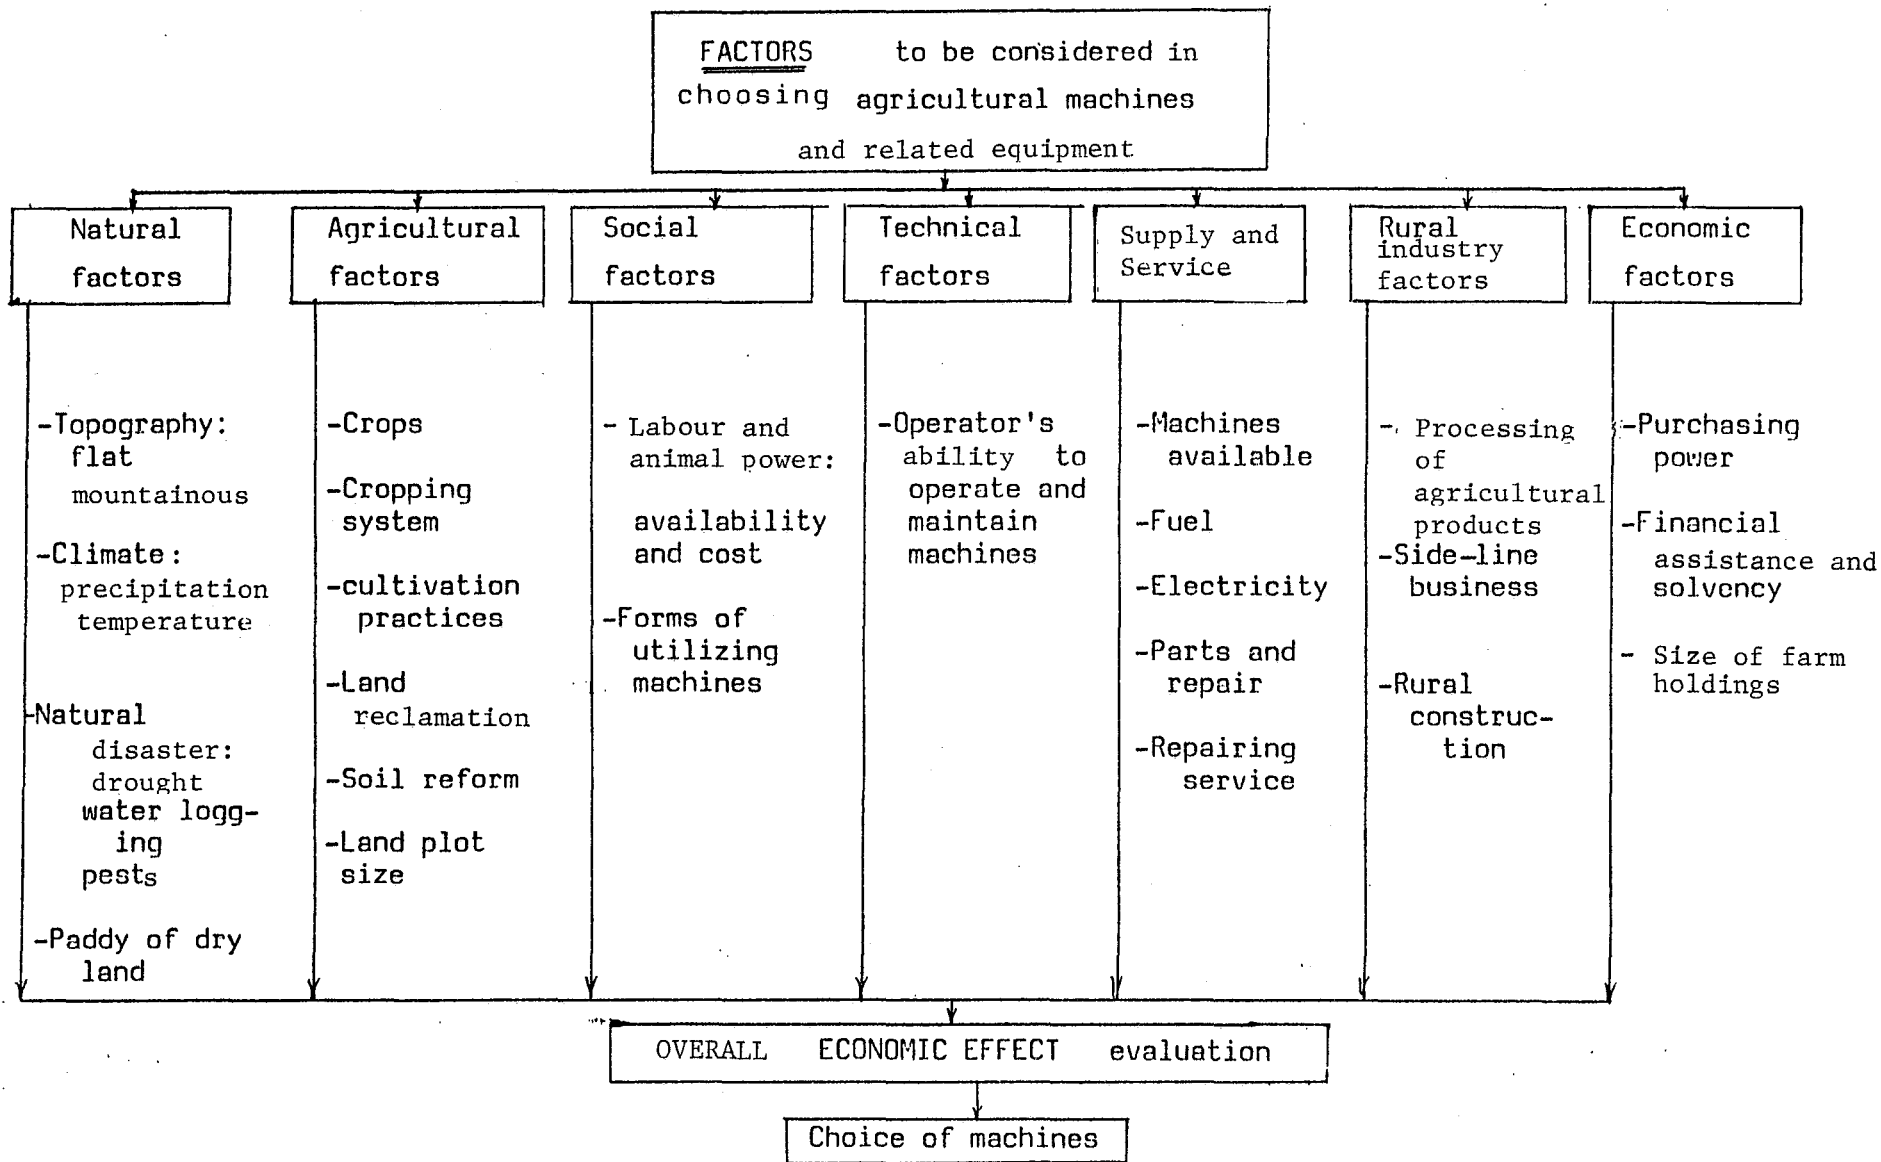 FACTORS to be considered in
choosing agricultural machines
and related equipment
Natural
factors
Agricultural
factors
Social
factors
Technical
factors
Supply and
Service
Rural
industry
factors
Economic
factors
-Topography:
flat
mountainous
-Climate:
precipitation
temperature
-Natural
disaster:
drought
water logg-
ing
pests
-Paddy of dry
land
-Crops
-Cropping
system
-cultivation
practices
-Land
reclamation
-Soil reform
-Land plot
size
- Labour and
animal power:
availability
and cost
-Forms of
utilizing
machines
-Operator's
ability to
operate and
maintain
machines
-Machines
available
-Fuel
-Electricity
-Parts and
repair
-Repairing
service
- Processing
of
agricultural
products
-Side-line
business
-Rural
construc-
tion
-Purchasing
power
-Financial
assistance and
solvency
- Size of farm
holdings
OVERALL ECONOMIC EFFECT evaluation
Choice of machines